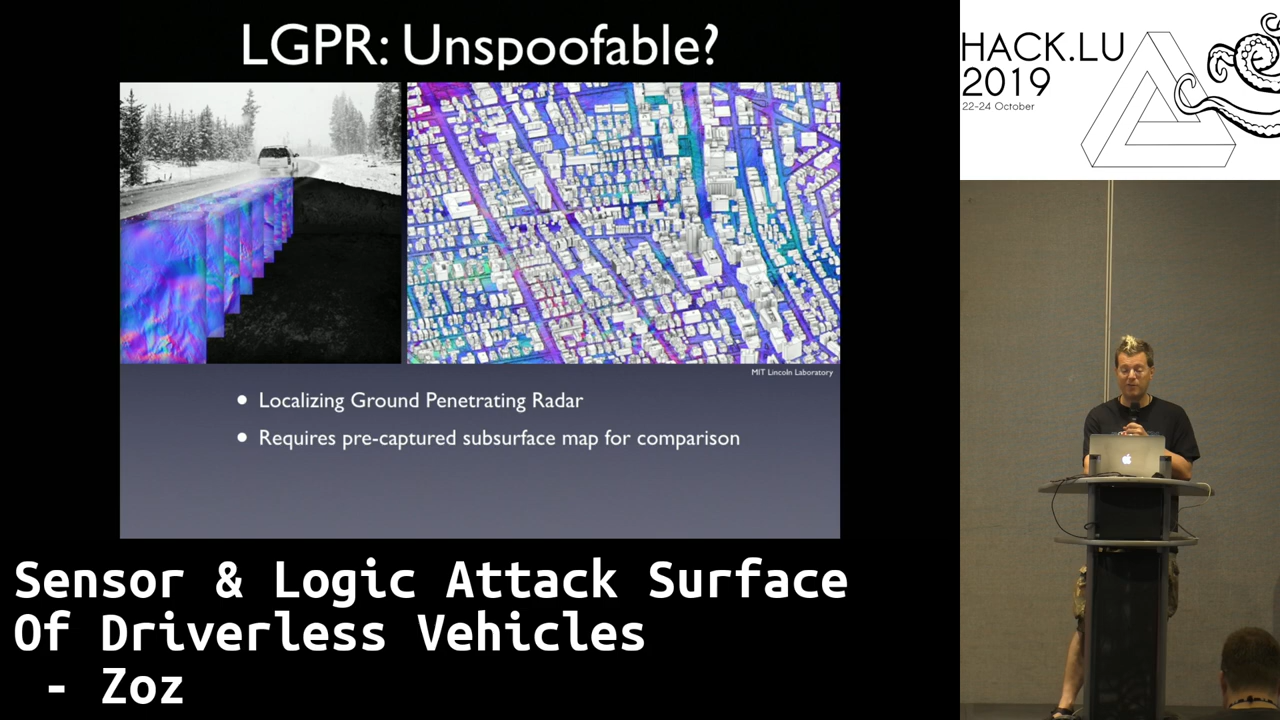 LGPR: Unspoofable?
MIT Lincoln Laboratory
• Localizing Ground Penetrating Radar
• Requires pre-captured subsurface map for comparison
HACK.LU
2019
22-24 October
Sensor & Logic Attack Surface
Of Driverless Vehicles
- Zoz